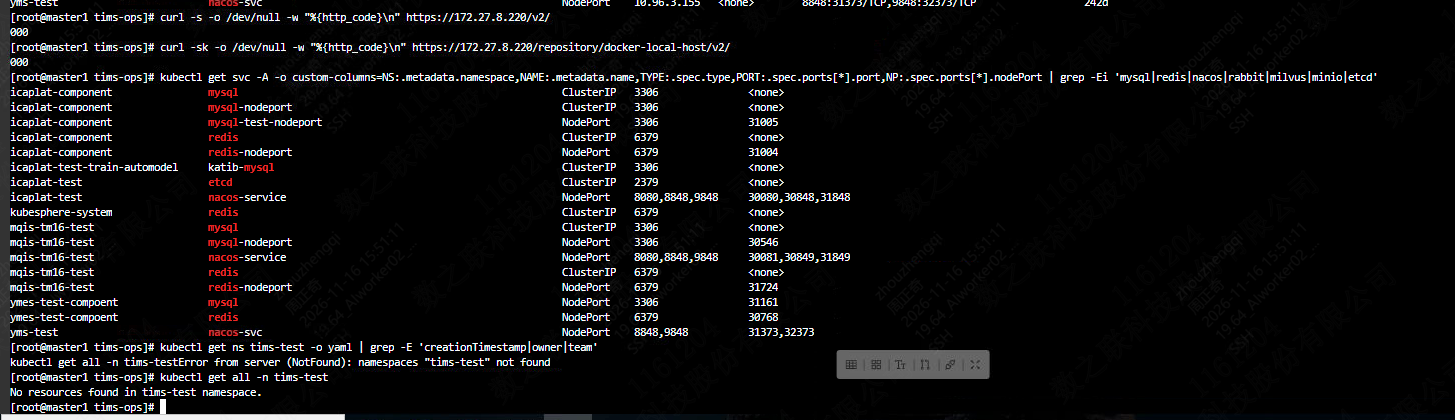 yms-test nacos-svc NodePort 10.96.3.155 <none> 8848:31373/TCP,9848:32373/TCP 242d
[root@master1 tims-ops]# curl -s -o /dev/null -w "%{http_code}\n" https://172.27.8.220/v2/
000
[root@master1 tims-ops]# curl -sk -o /dev/null -w "%{http_code}\n" https://172.27.8.220/repository/docker-local-host/v2/
000
[root@master1 tims-ops]# kubectl get svc -A -o custom-columns=NS:.metadata.namespace,NAME:.metadata.name,TYPE:.spec.type,PORT:.spec.ports[*].port,NP:.spec.ports[*].nodePort | grep -Ei 'mysql|redis|nacos|rabbit|milvus|minio|etcd'
icaplat-component mysql ClusterIP 3306 <none>
icaplat-component mysql-nodeport ClusterIP 3306 <none>
icaplat-component mysql-test-nodeport NodePort 3306 31005
icaplat-component redis ClusterIP 6379 <none>
icaplat-component redis-nodeport NodePort 6379 31004
icaplat-test-train-automodel katib-mysql ClusterIP 3306 <none>
icaplat-test etcd ClusterIP 2379 <none>
icaplat-test nacos-service NodePort 8080,8848,9848 30080,30848,31848
kubesphere-system redis ClusterIP 6379 <none>
mqis-tm16-test mysql ClusterIP 3306 <none>
mqis-tm16-test mysql-nodeport NodePort 3306 30546
mqis-tm16-test nacos-service NodePort 8080,8848,9848 30081,30849,31849
mqis-tm16-test redis ClusterIP 6379 <none>
mqis-tm16-test redis-nodeport NodePort 6379 31724
ymes-test-compoent mysql NodePort 3306 31161
ymes-test-compoent redis NodePort 6379 30768
yms-test nacos-svc NodePort 8848,9848 31373,32373
[root@master1 tims-ops]# kubectl get ns tims-test -o yaml | grep -E 'creationTimestamp|owner|team'
kubectl get all -n tims-testError from server (NotFound): namespaces "tims-test" not found
[root@master1 tims-ops]# kubectl get all -n tims-test
No resources found in tims-test namespace.
[root@master1 tims-ops]#